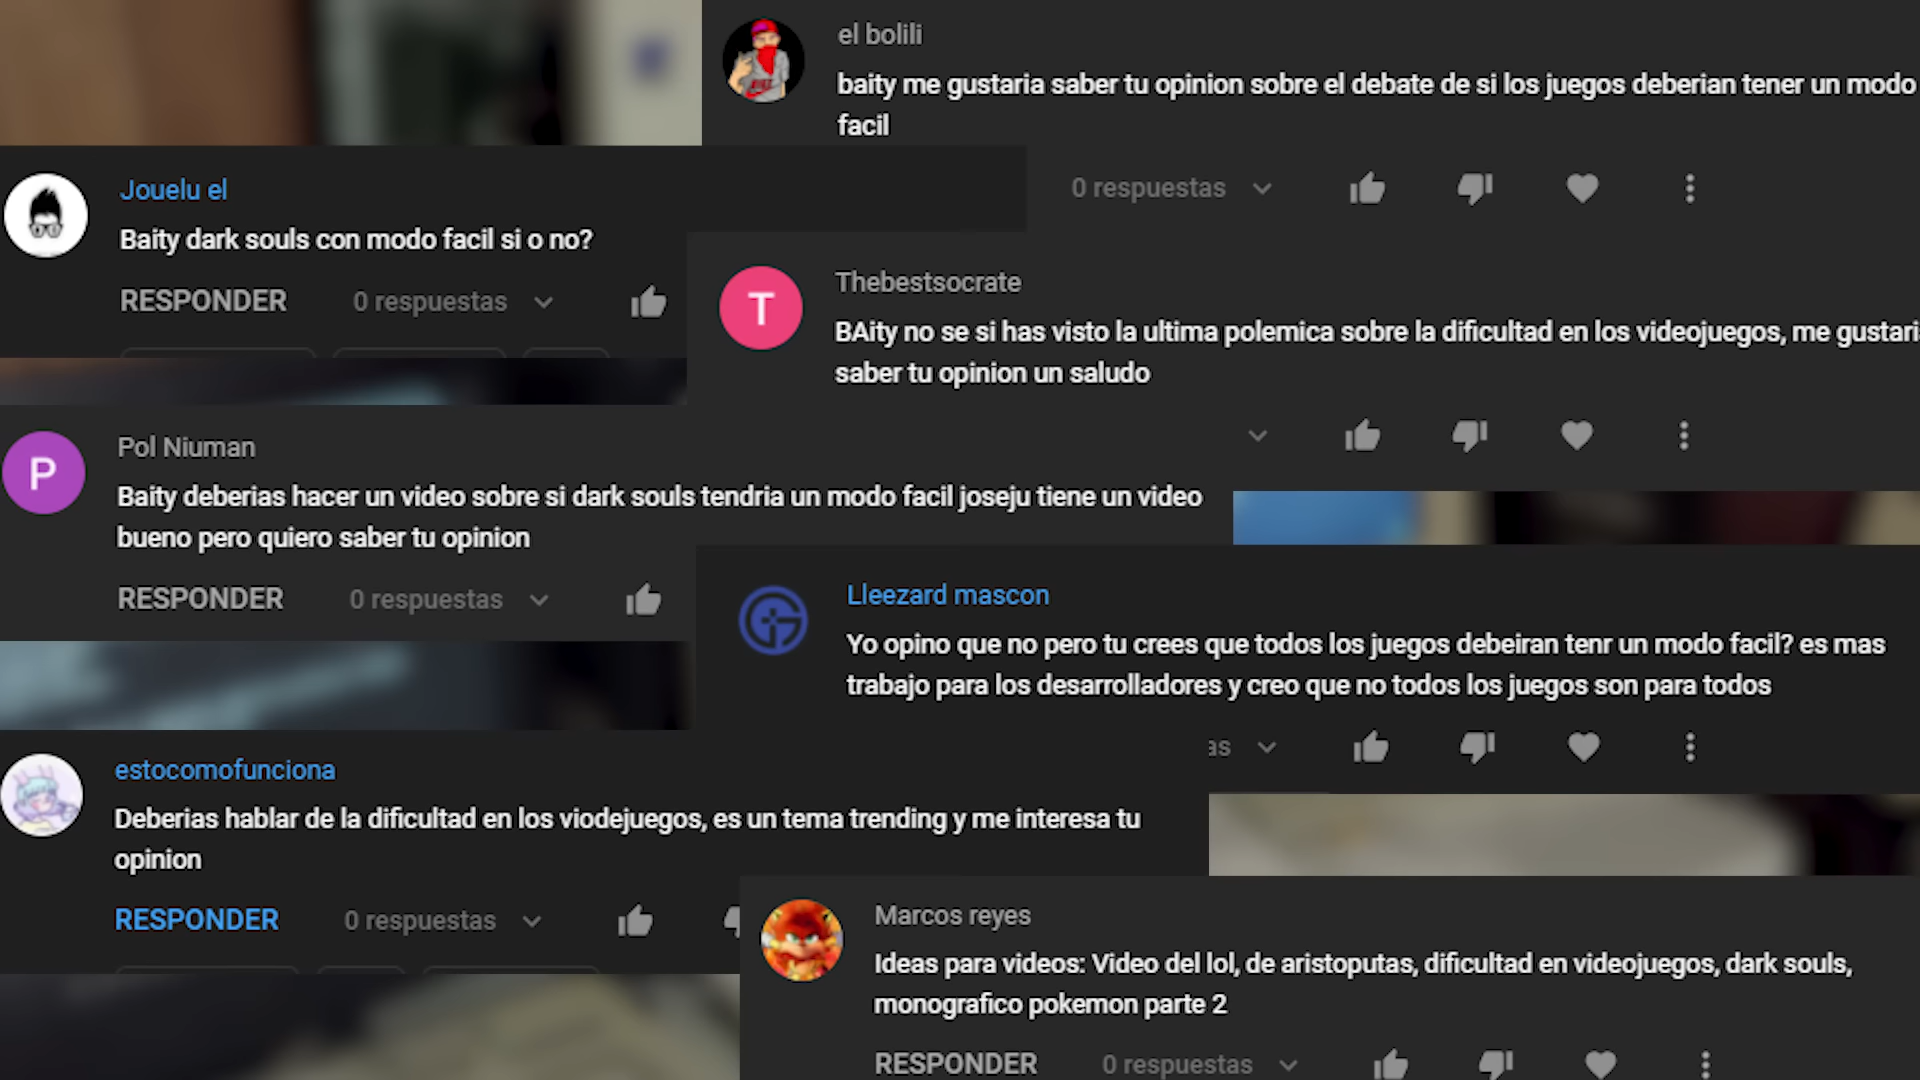 el bolili
baity me gustaria saber tu opinion sobre el debate de si los juegos deberian tener un modo
facil
0 respuestas
Jouelu el
Baity dark souls con modo facil si o no?
RESPONDER 0 respuestas
Thebestsocrate
T
BAity no se si has visto la ultima polemica sobre la dificultad en los videojuegos, me gustari
saber tu opinion un saludo
Pol Niuman
P
Baity deberias hacer un video sobre si dark souls tendria un modo facil joseju tiene un video
bueno pero quiero saber tu opinion
RESPONDER 0 respuestas
Lleezard mascon
Yo opino que no pero tu crees que todos los juegos debeiran tenr un modo facil? es mas
trabajo para los desarrolladores y creo que no todos los juegos son para todos
as
estocomofunciona
Deberias hablar de la dificultad en los viodejuegos, es un tema trending y me interesa tu
opinion
RESPONDER 0 respuestas
Marcos reyes
Ideas para videos: Video del lol, de aristoputas, dificultad en videojuegos, dark souls,
monografico pokemon parte 2
RESPONDER 0 respuestas